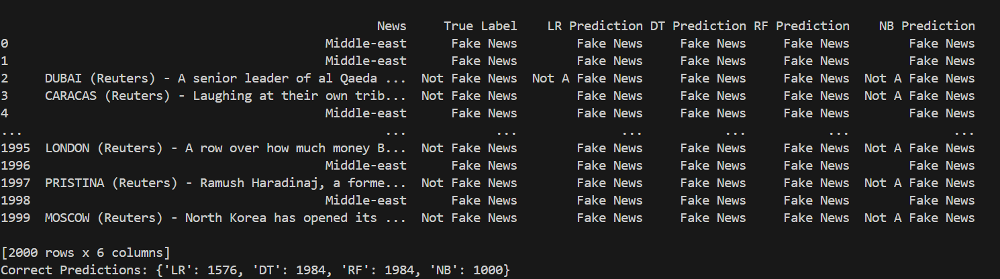 News True Label LR Prediction DT Prediction RF Prediction NB Prediction
0 Middle-east Fake News Fake News Fake News Fake News Fake News
1 Middle-east Fake News Fake News Fake News Fake News Fake News
2 DUBAI (Reuters) - A senior leader of al Qaeda ... Not Fake News Not A Fake News Fake News Fake News Not A Fake News
3 CARACAS (Reuters) - Laughing at their own trib... Not Fake News Fake News Fake News Fake News Not A Fake News
4 Middle-east Fake News Fake News Fake News Fake News Fake News
... ... ... ... ... ... ...
1995 LONDON (Reuters) - A row over how much money B... Not Fake News Fake News Fake News Fake News Not A Fake News
1996 Middle-east Fake News Fake News Fake News Fake News Fake News
1997 PRISTINA (Reuters) - Ramush Haradinaj, a forme... Not Fake News Fake News Fake News Fake News Not A Fake News
1998 Middle-east Fake News Fake News Fake News Fake News Fake News
1999 MOSCOW (Reuters) - North Korea has opened its ... Not Fake News Fake News Fake News Fake News Not A Fake News
[2000 rows x 6 columns]
Correct Predictions: {'LR': 1576, 'DT': 1984, 'RF': 1984, 'NB': 1000}